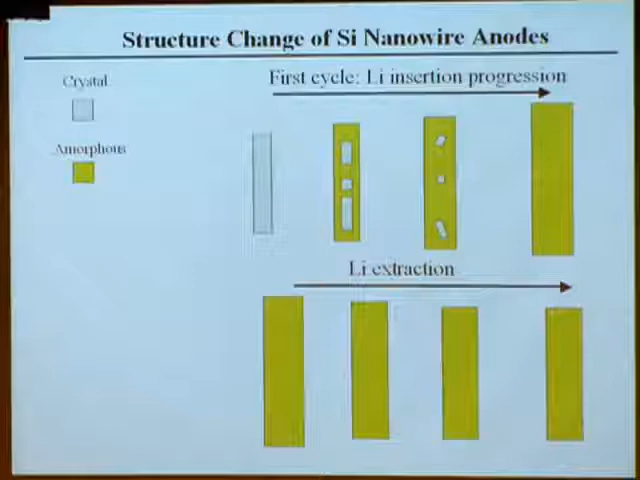 Structure Change of Si Nanowire Anodes
Crystal
First cycle: Li insertion progression
Amorphous
Li extraction